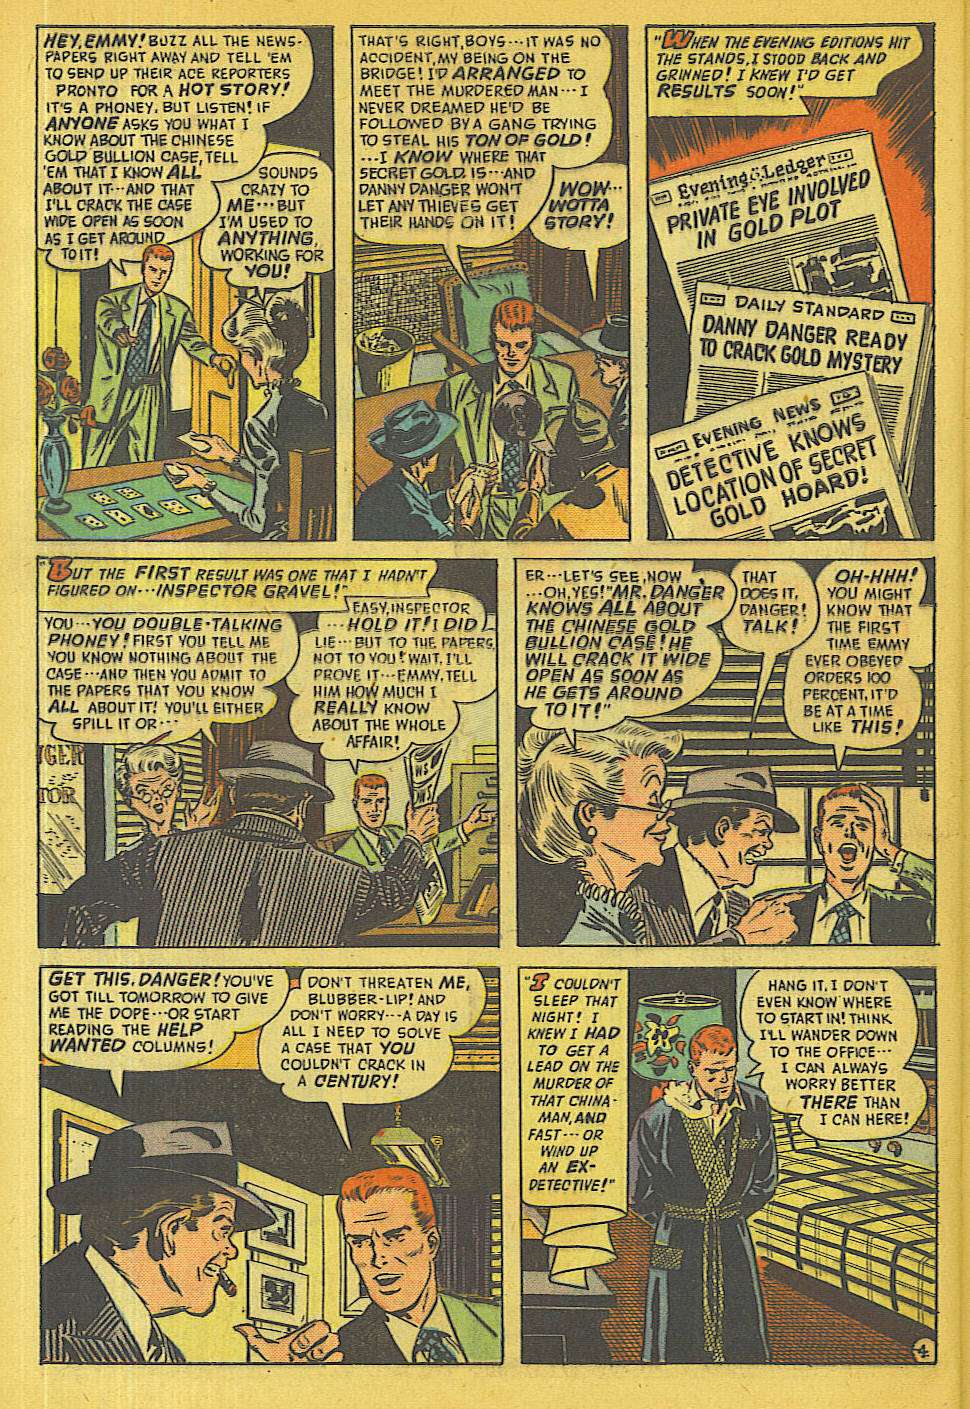 HEY, EMMY! BUZZ ALL THE NEWS-
PAPERS RIGHT AWAY AND TELL 'EM
TO SEND UP THEIR ACE REPORTERS
PRONTO FOR A HOT STORY!
IT'S A PHONEY, BUT LISTEN! IF
ANYONE ASKS YOU WHAT I
KNOW ABOUT THE CHINESE
GOLD BULLION CASE, TELL
'EM THAT I KNOW ALL
ABOUT IT--- AND THAT
I'LL CRACK THE CASE
WIDE OPEN AS SOON
AS I GET AROUND
TO IT!
SOUNDS
CRAZY TO
ME--- BUT
I'M USED TO
ANYTHING,
WORKING FOR
YOU!
THAT'S RIGHT, BOYS--- IT WAS NO
ACCIDENT, MY BEING ON THE
BRIDGE! I'D ARRANGED TO
MEET THE MURDERED MAN--- I
NEVER DREAMED HE'D BE
FOLLOWED BY A GANG TRYING
TO STEAL HIS TON OF GOLD!
---I KNOW WHERE THAT
SECRET GOLD IS--- AND
DANNY DANGER WON'T
LET ANY THIEVES GET
THEIR HANDS ON IT!
WOW---
WOTTA
STORY!
"WHEN THE EVENING EDITIONS HIT
THE STANDS, I STOOD BACK AND
GRINNED! I KNEW I'D GET
RESULTS SOON!"
Evening Ledger
PRIVATE EYE INVOLVED
IN GOLD PLOT
DAILY STANDARD
DANNY DANGER READY
TO CRACK GOLD MYSTERY
EVENING NEWS
DETECTIVE KNOWS
LOCATION OF SECRET
GOLD HOARD!
"BUT THE FIRST RESULT WAS ONE THAT I HADN'T
FIGURED ON--- INSPECTOR GRAVEL!"
YOU--- YOU DOUBLE-TALKING
PHONEY! FIRST YOU TELL ME
YOU KNOW NOTHING ABOUT THE
CASE--- AND THEN YOU ADMIT TO
THE PAPERS THAT YOU KNOW
ALL ABOUT IT! YOU'LL EITHER
SPILL IT OR---
EASY, INSPECTOR
---HOLD IT! I DID
LIE--- BUT TO THE PAPERS,
NOT TO YOU! WAIT, I'LL
PROVE IT--- EMMY, TELL
HIM HOW MUCH I
REALLY KNOW
ABOUT THE WHOLE
AFFAIR!
NGER
TOR
ER--- LET'S SEE, NOW
---OH, YES! "MR. DANGER
KNOWS ALL ABOUT
THE CHINESE GOLD
BULLION CASE! HE
WILL CRACK IT WIDE
OPEN AS SOON AS
HE GETS AROUND
TO IT!"
THAT
DOES IT,
DANGER!
TALK!
OH-HHH!
YOU MIGHT
KNOW THAT
THE FIRST
TIME EMMY
EVER OBEYED
ORDERS 100
PERCENT, IT'D
BE AT A TIME
LIKE THIS!
GET THIS, DANGER! YOU'VE
GOT TILL TOMORROW TO GIVE
ME THE DOPE--- OR START
READING THE HELP
WANTED COLUMNS!
DON'T THREATEN ME,
BLUBBER-LIP! AND
DON'T WORRY--- A DAY IS
ALL I NEED TO SOLVE
A CASE THAT YOU
COULDN'T CRACK IN
A CENTURY!
"I COULDN'T
SLEEP THAT
NIGHT! I
KNEW I HAD
TO GET A
LEAD ON THE
MURDER OF
THAT CHINA-
MAN, AND
FAST--- OR
WIND UP
AN EX-
DETECTIVE!"
HANG IT, I DON'T
EVEN KNOW WHERE
TO START IN! THINK
I'LL WANDER DOWN
TO THE OFFICE---
I CAN ALWAYS
WORRY BETTER
THERE THAN
I CAN HERE!
4